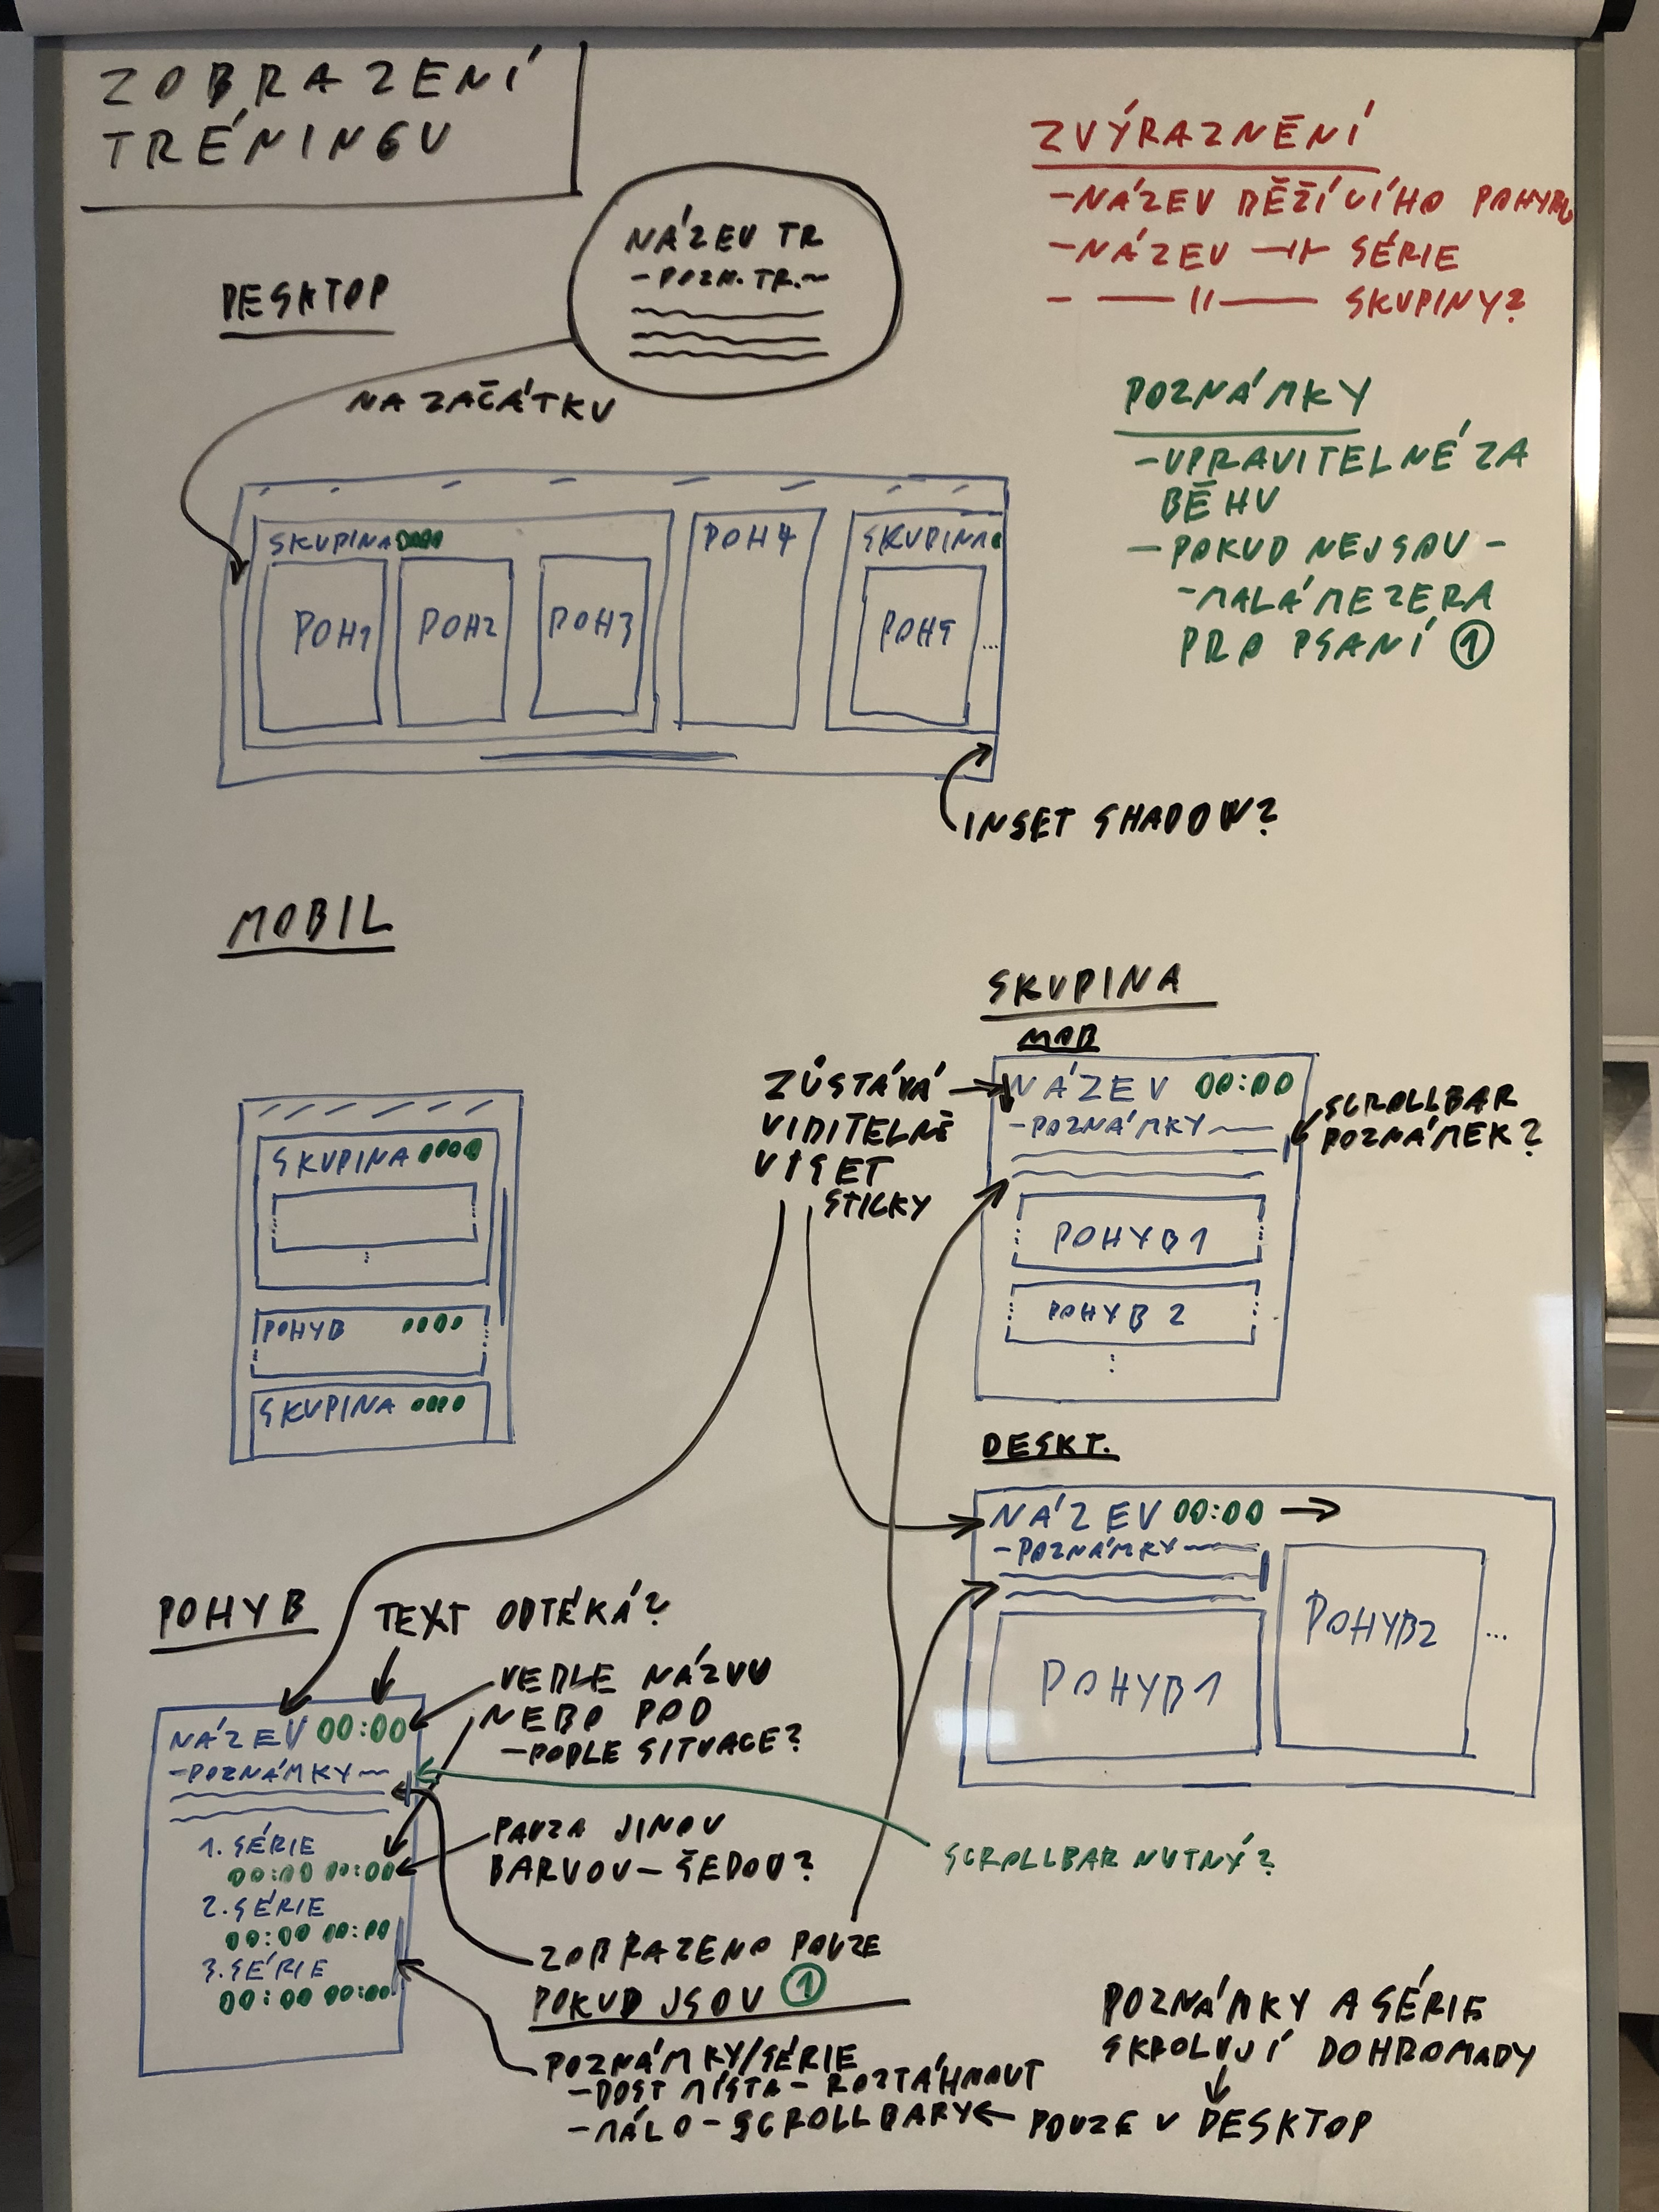 ZOBRAZENÍ
TRÉNINGU
ZVÝRAZNĚNÍ
-NÁZEV BĚŽÍCÍHO POHYBU
-NÁZEV -〃- SÉRIE
- — 〃 — SKUPINY?
DESKTOP
NÁZEV TR
-POZN. TR.~
NA ZAČÁTKU
POZNÁMKY
-UPRAVITELNÉ ZA
BĚHU
-POKUD NEJSOU -
-MALÁ MEZERA
PRO PSANÍ ①
SKUPINA
POH1
POH2
POH3
POH4
SKUPINA
POH5
...
INSET SHADOW?
MOBIL
SKUPINA
POHYB
SKUPINA
SKUPINA
MOB
ZŮSTÁVÁ
VIDITELNĚ
VISET
STICKY
NÁZEV 00:00
-POZNÁMKY
SCROLLBAR
POZNÁMEK?
POHYB 1
POHYB 2
DESKT.
NÁZEV 00:00 →
-POZNÁMKY
POHYB1
POHYB2
...
POHYB
TEXT ODTÉKÁ?
VEDLE NÁZVU
NEBO POD
-PODLE SITUACE?
NÁZEV 00:00
-POZNÁMKY~
1. SÉRIE
00:00 00:00
2. SÉRIE
00:00 00:00
3. SÉRIE
00:00 00:00
PAUZA JINOU
BARVOU - ŠEDOU?
SCROLLBAR NUTNÝ?
ZOBRAZENO POUZE
POKUD JSOU ①
POZNÁMKY/SÉRIE
-DOST MÍSTA - ROZTÁHNOUT
-MÁLO - SCROLLBARY ← POUZE V DESKTOP
POZNÁMKY A SÉRIE
SKROLUJÍ DOHROMADY